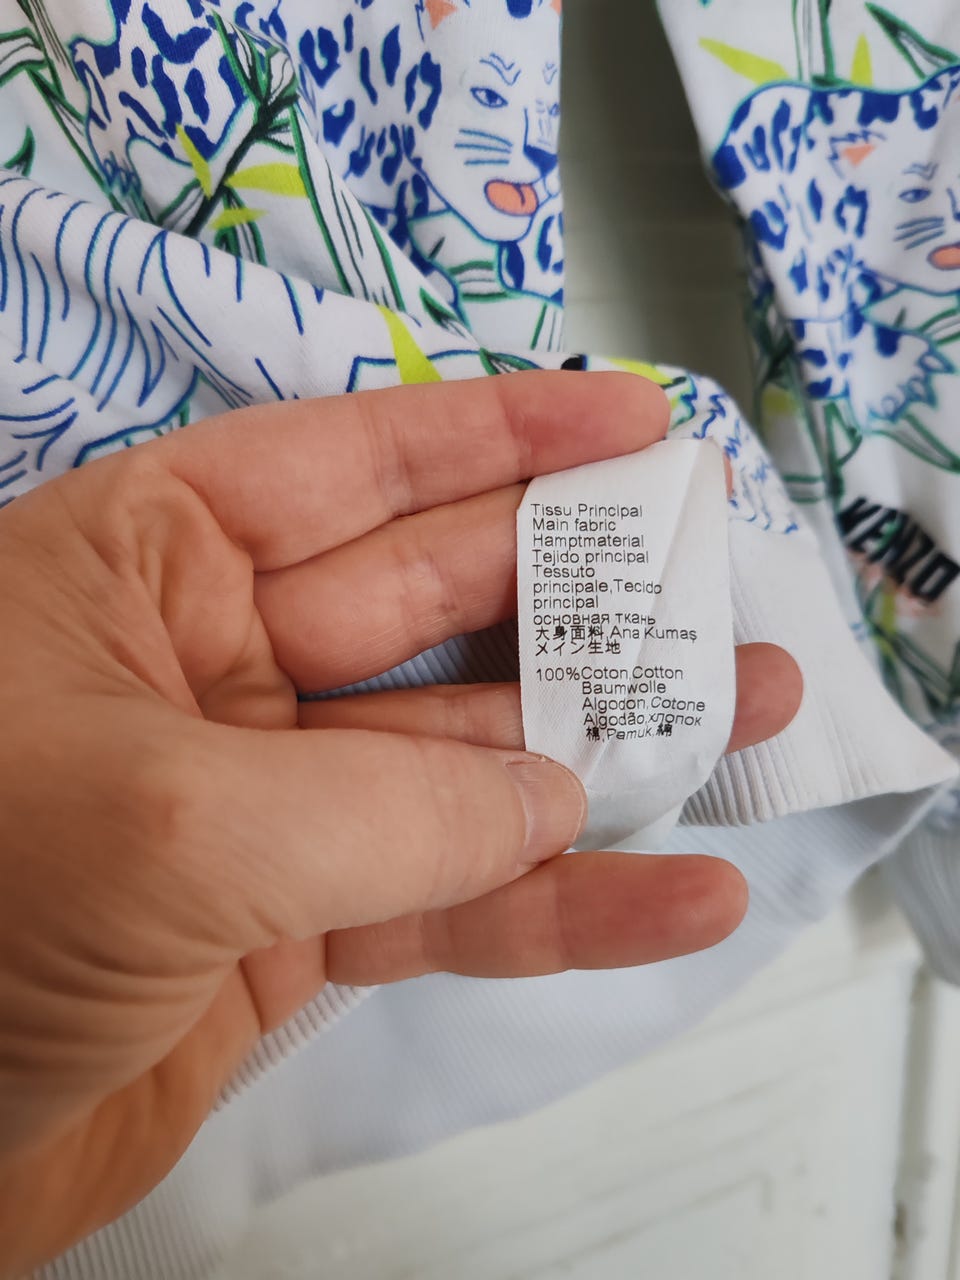 Tissu Principal
Main fabric
Hamptmaterial
Tejido principal
Tessuto
principale,Tecido
principal
основная ткань
大身面料,Ana Kumaş
メイン生地
100%Coton,Cotton
Baumwolle
Algodon,Cotone
Algodão,хлопок
棉,Pamuk,綿
KENZO